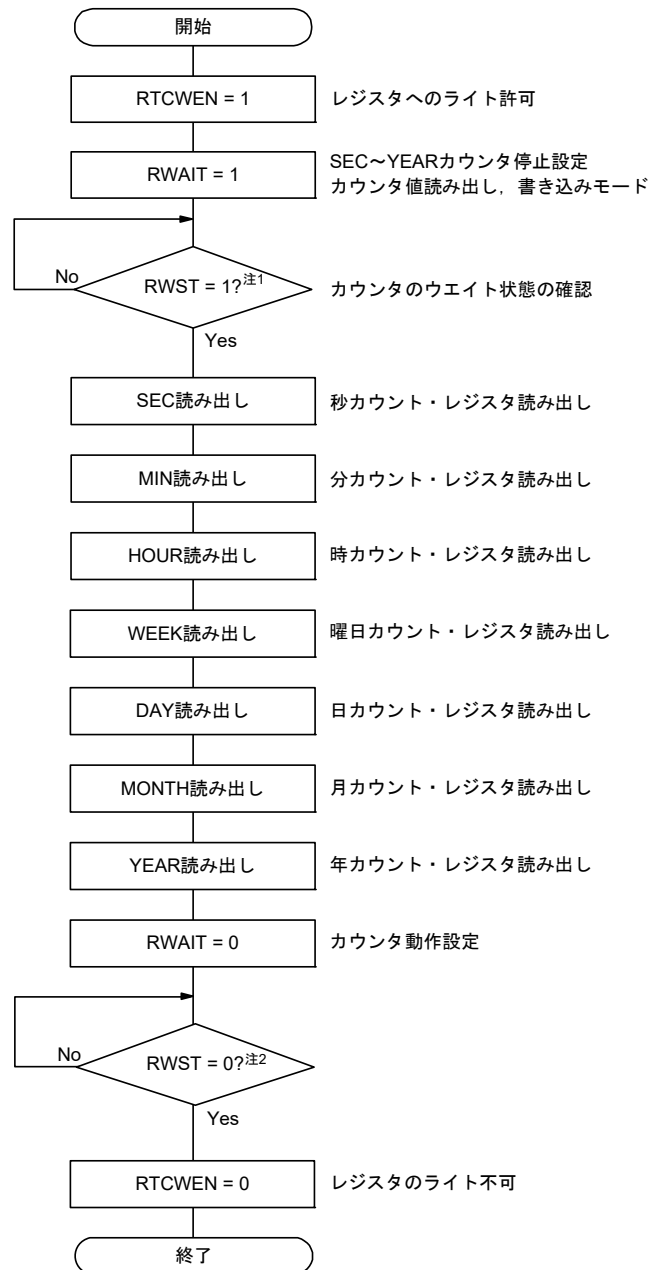 開始
RTCWEN = 1
レジスタへのライト許可
RWAIT = 1
SEC～YEARカウンタ停止設定
カウンタ値読み出し，書き込みモード
No
RWST = 1?注1
カウンタのウエイト状態の確認
Yes
SEC読み出し
秒カウント・レジスタ読み出し
MIN読み出し
分カウント・レジスタ読み出し
HOUR読み出し
時カウント・レジスタ読み出し
WEEK読み出し
曜日カウント・レジスタ読み出し
DAY読み出し
日カウント・レジスタ読み出し
MONTH読み出し
月カウント・レジスタ読み出し
YEAR読み出し
年カウント・レジスタ読み出し
RWAIT = 0
カウンタ動作設定
No
RWST = 0?注2
Yes
RTCWEN = 0
レジスタのライト不可
終了